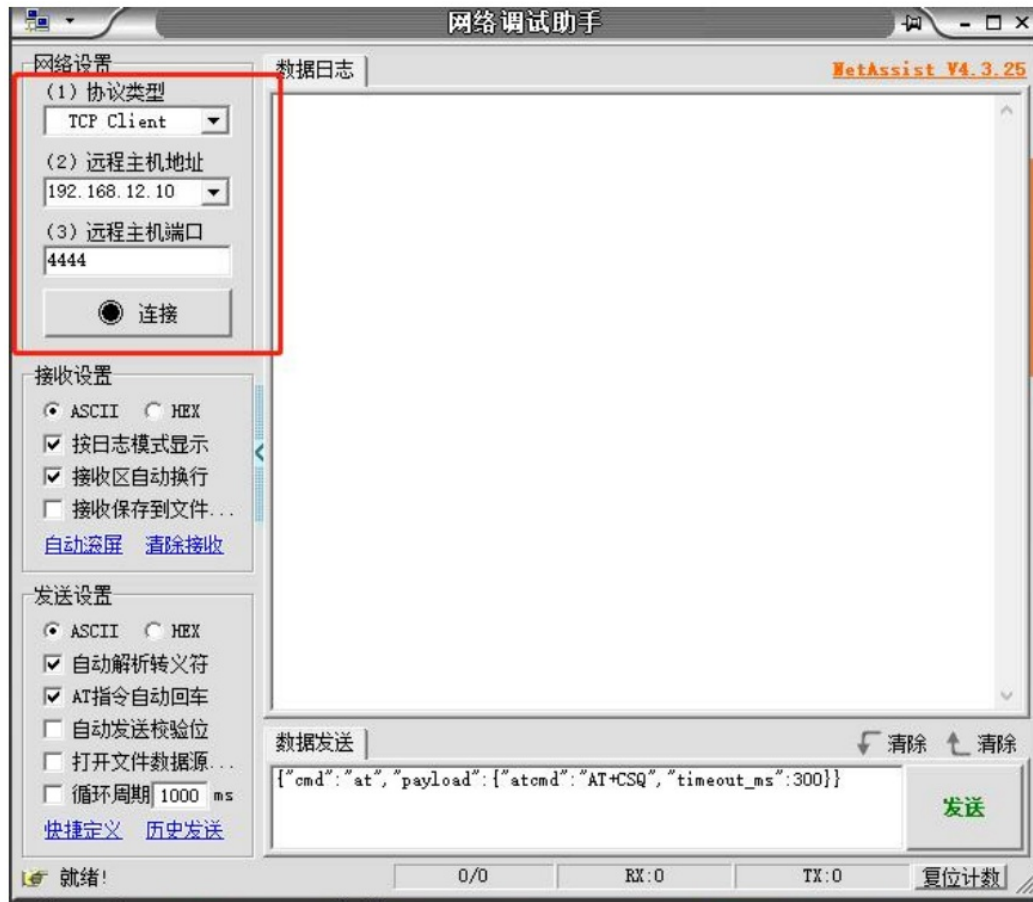 网络调试助手
网络设置
(1) 协议类型
TCP Client
(2) 远程主机地址
192.168.12.10
(3) 远程主机端口
4444
连接
接收设置
ASCII HEX
按日志模式显示
接收区自动换行
接收保存到文件...
自动滚屏 清除接收
发送设置
ASCII HEX
自动解析转义符
AT指令自动回车
自动发送校验位
打开文件数据源...
循环周期 1000 ms
快捷定义 历史发送
数据日志
NetAssist V4.3.25
数据发送 清除 清除
{"cmd":"at","payload":{"atcmd":"AT+CSQ","timeout_ms":300}}
发送
就绪! 0/0 RX:0 TX:0 复位计数